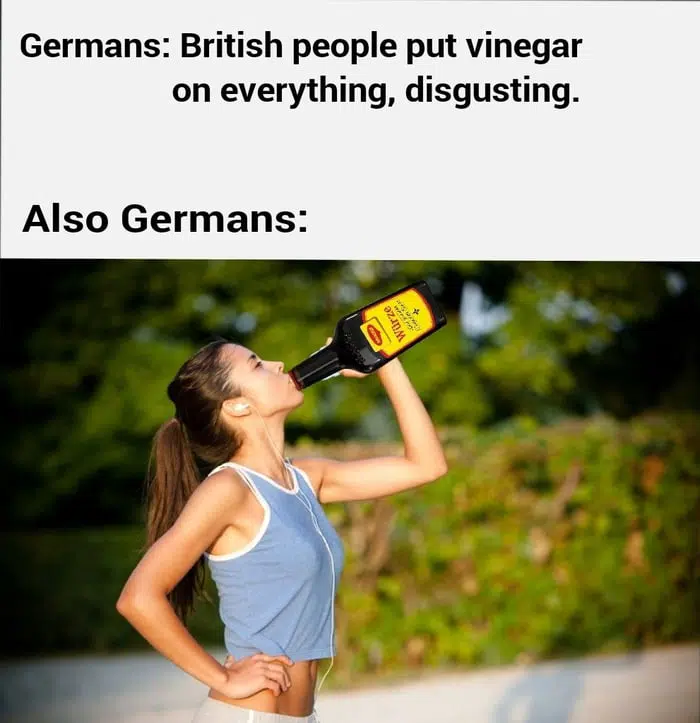 Germans: British people put vinegar
on everything, disgusting.
Also Germans:
Würze